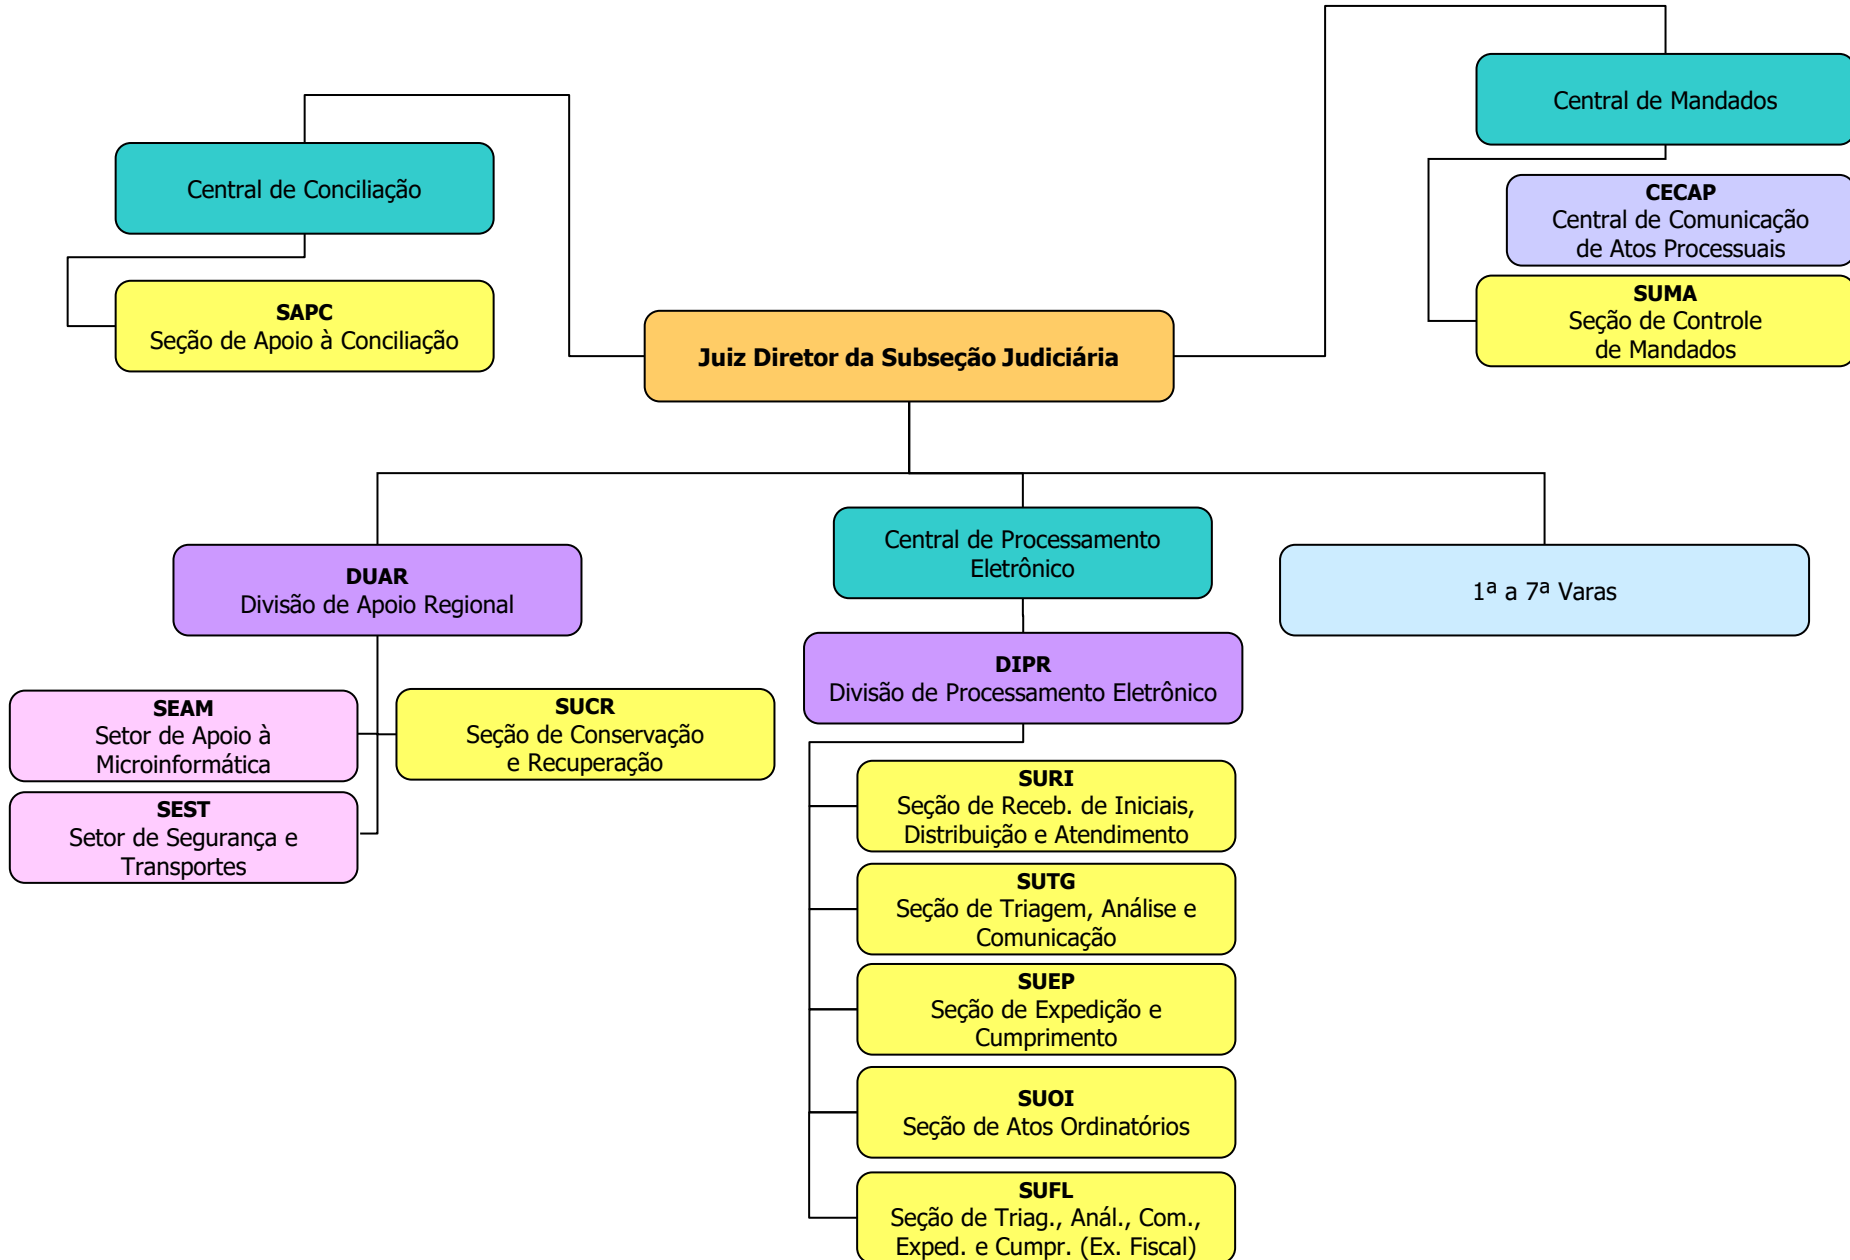 Central de Mandados
Central de Conciliação
CECAP
Central de Comunicação
de Atos Processuais
SAPC
Seção de Apoio à Conciliação
SUMA
Seção de Controle
de Mandados
Juiz Diretor da Subseção Judiciária
DUAR
Divisão de Apoio Regional
Central de Processamento
Eletrônico
1ª a 7ª Varas
DIPR
Divisão de Processamento Eletrônico
SEAM
Setor de Apoio à
Microinformática
SUCR
Seção de Conservação
e Recuperação
SEST
Setor de Segurança e
Transportes
SURI
Seção de Receb. de Iniciais,
Distribuição e Atendimento
SUTG
Seção de Triagem, Análise e
Comunicação
SUEP
Seção de Expedição e
Cumprimento
SUOI
Seção de Atos Ordinatórios
SUFL
Seção de Triag., Anál., Com.,
Exped. e Cumpr. (Ex. Fiscal)